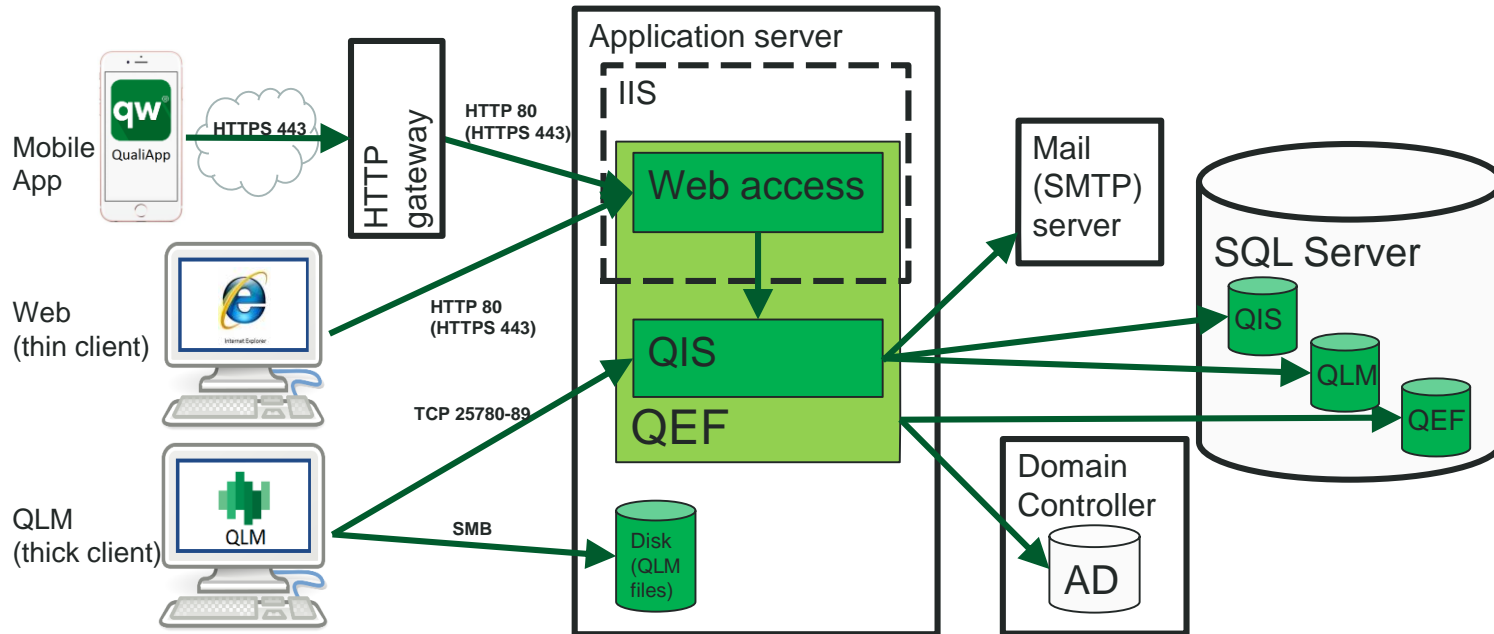 Application server
IIS
qw®
QualiApp
Mobile
App
HTTPS 443
HTTP
gateway
HTTP 80
(HTTPS 443)
Web access
Mail
(SMTP)
server
SQL Server
QIS
QLM
QEF
Internet Explorer
Web
(thin client)
HTTP 80
(HTTPS 443)
QIS
QEF
TCP 25780-89
QLM
QLM
(thick client)
SMB
Disk
(QLM
files)
Domain
Controller
AD